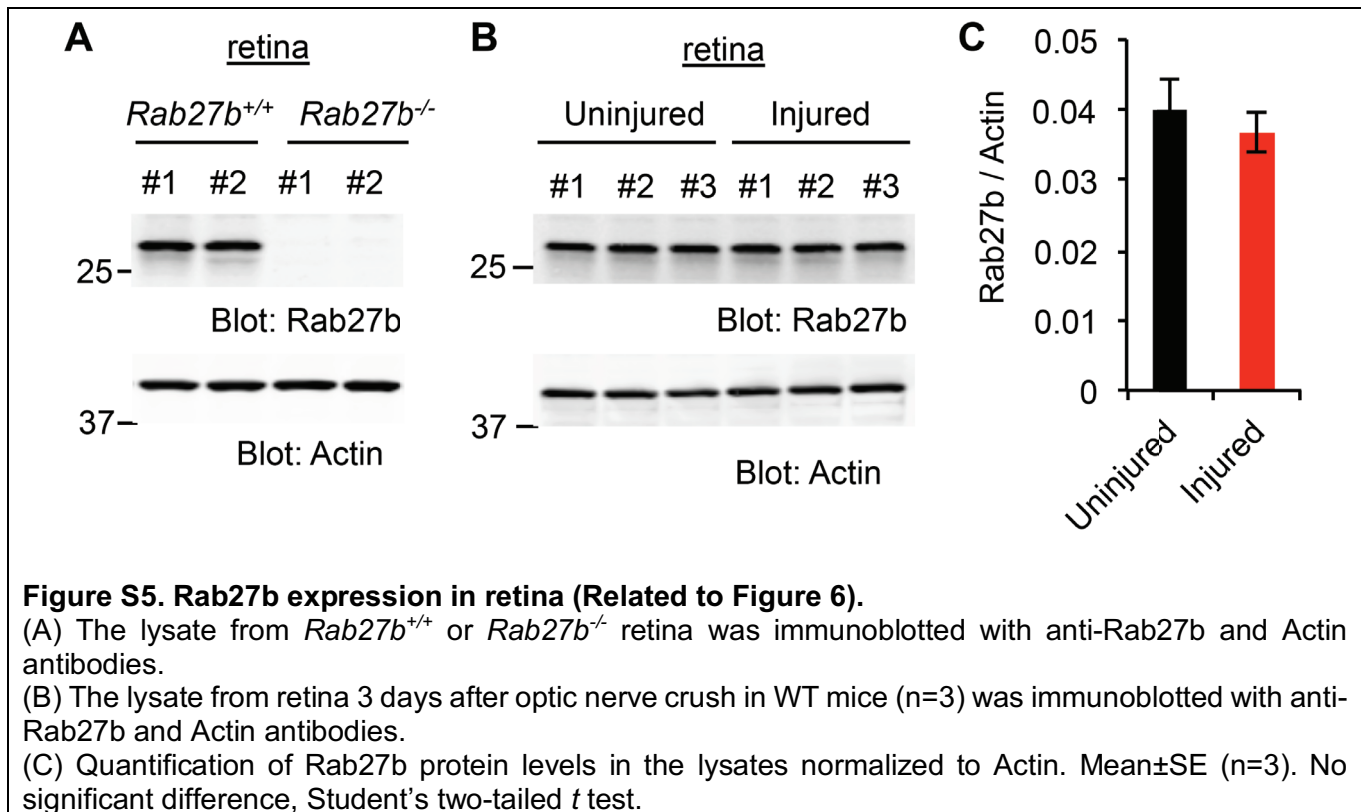 A
retina
Rab27b+/+ Rab27b-/-
#1 #2 #1 #2
25
Blot: Rab27b
37
Blot: Actin
B
retina
Uninjured Injured
#1 #2 #3 #1 #2 #3
25
Blot: Rab27b
37
Blot: Actin
C
Rab27b / Actin
0.05
0.04
0.03
0.02
0.01
0
Uninjured
Injured
Figure S5. Rab27b expression in retina (Related to Figure 6).
(A) The lysate from Rab27b+/+ or Rab27b-/- retina was immunoblotted with anti-Rab27b and Actin
antibodies.
(B) The lysate from retina 3 days after optic nerve crush in WT mice (n=3) was immunoblotted with anti-
Rab27b and Actin antibodies.
(C) Quantification of Rab27b protein levels in the lysates normalized to Actin. Mean±SE (n=3). No
significant difference, Student’s two-tailed t test.